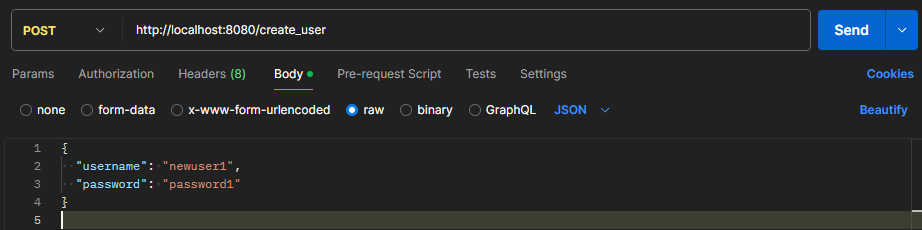 POST http://localhost:8080/create_user Send
Params Authorization Headers (8) Body Pre-request Script Tests Settings Cookies
none form-data x-www-form-urlencoded raw binary GraphQL JSON Beautify
1 {
2 "username": "newuser1",
3 "password": "password1"
4 }
5